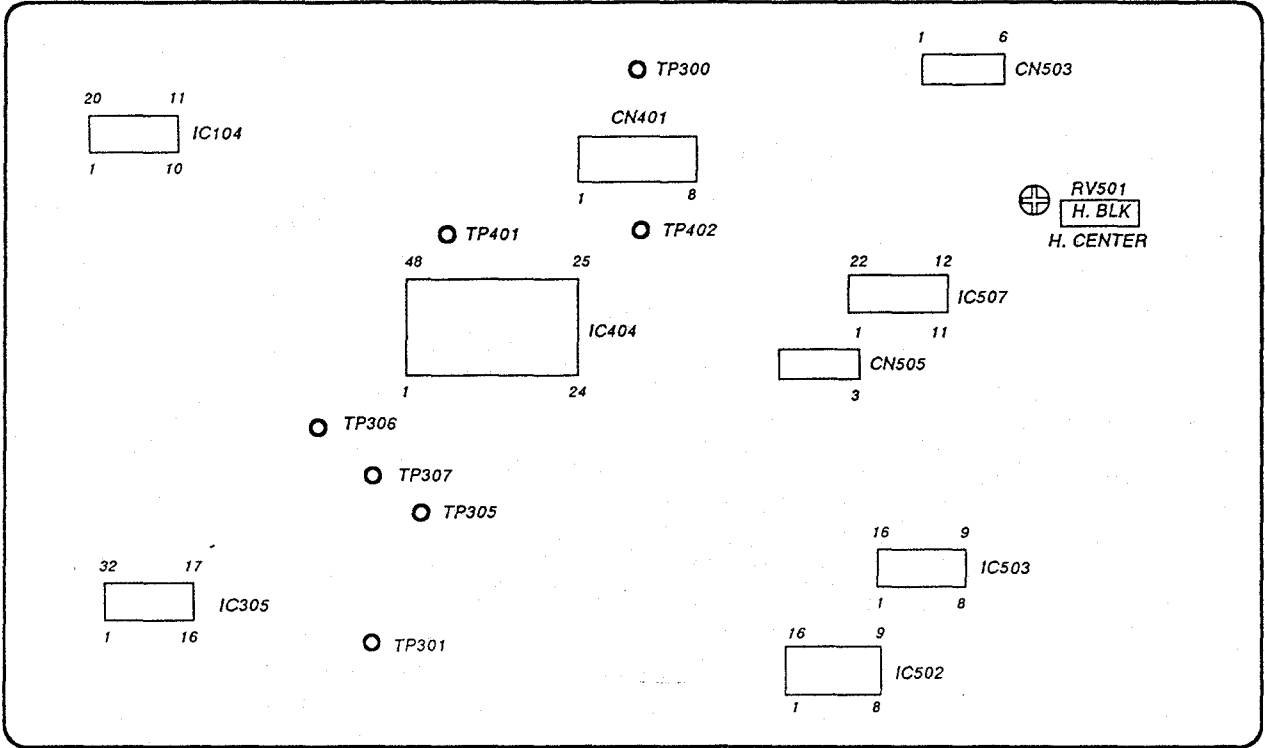 1 6
TP300 CN503
20 11
IC104
1 10
CN401
1 8
RV501
H. BLK
H. CENTER
TP401 TP402
48 25
IC404
1 24
22 12
IC507
1 11
CN505
3
TP306
TP307
TP305
16 9
IC503
1 8
32 17
IC305
1 16
TP301
16 9
IC502
1 8